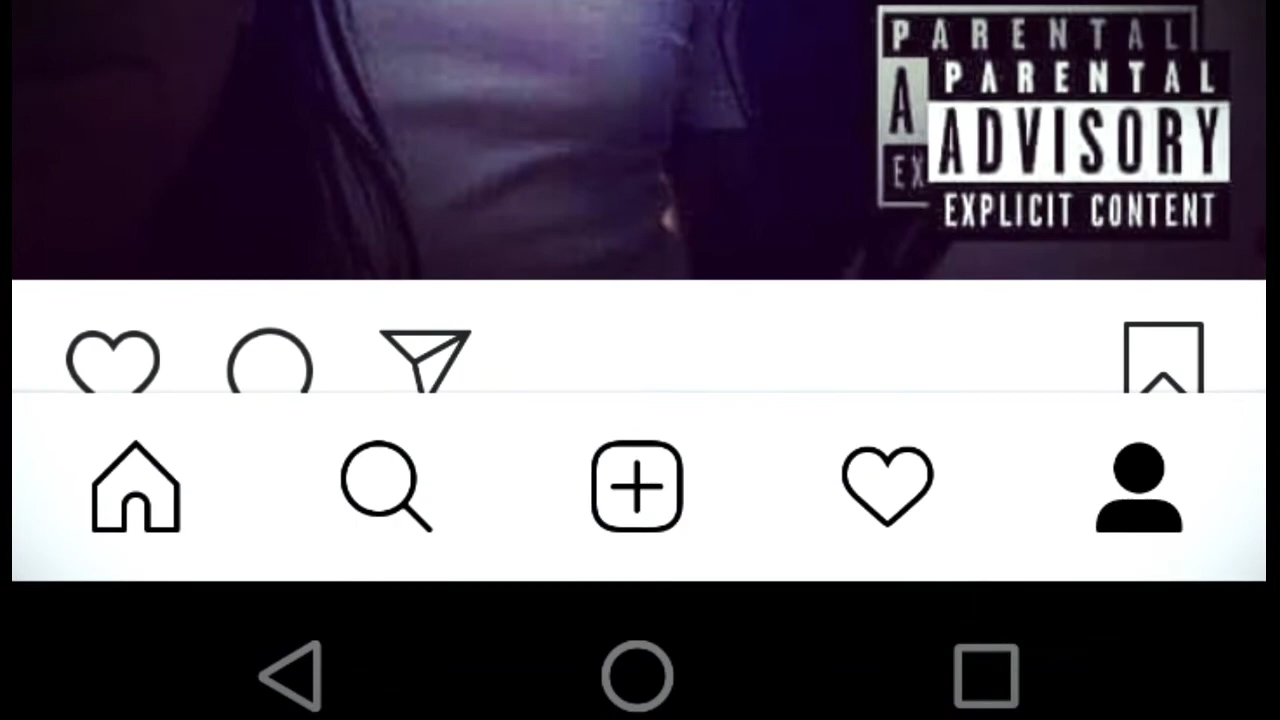 PARENTAL
PARENTAL
A
ADVISORY
EX
EXPLICIT CONTENT